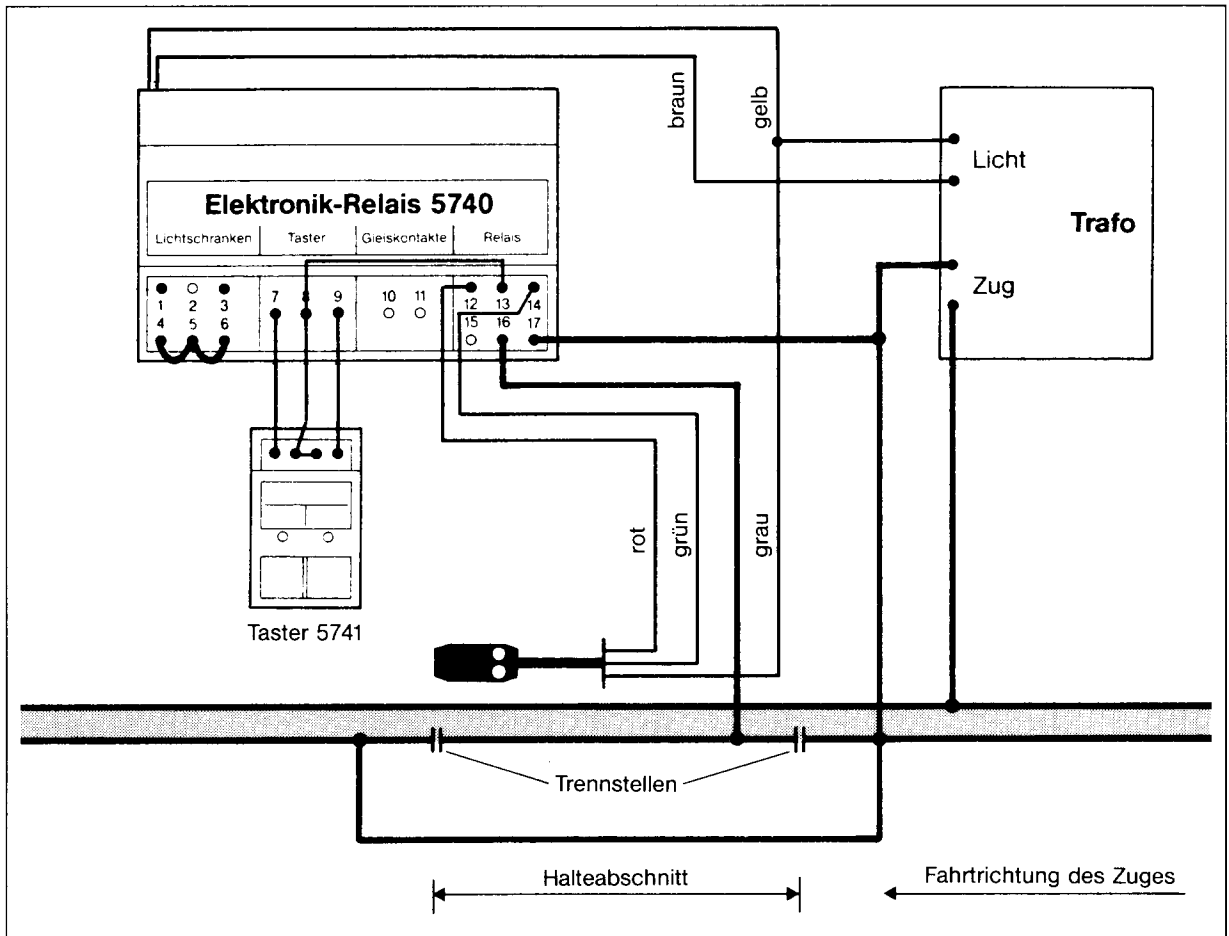 braun
gelb
Licht
Trafo
Zug
Elektronik-Relais 5740
Lichtschranken Taster Gleiskontakte Relais
1 2 3 7 8 9 10 11 12 13 14
4 5 6 15 16 17
rot
grün
grau
Taster 5741
Trennstellen
Halteabschnitt
Fahrtrichtung des Zuges